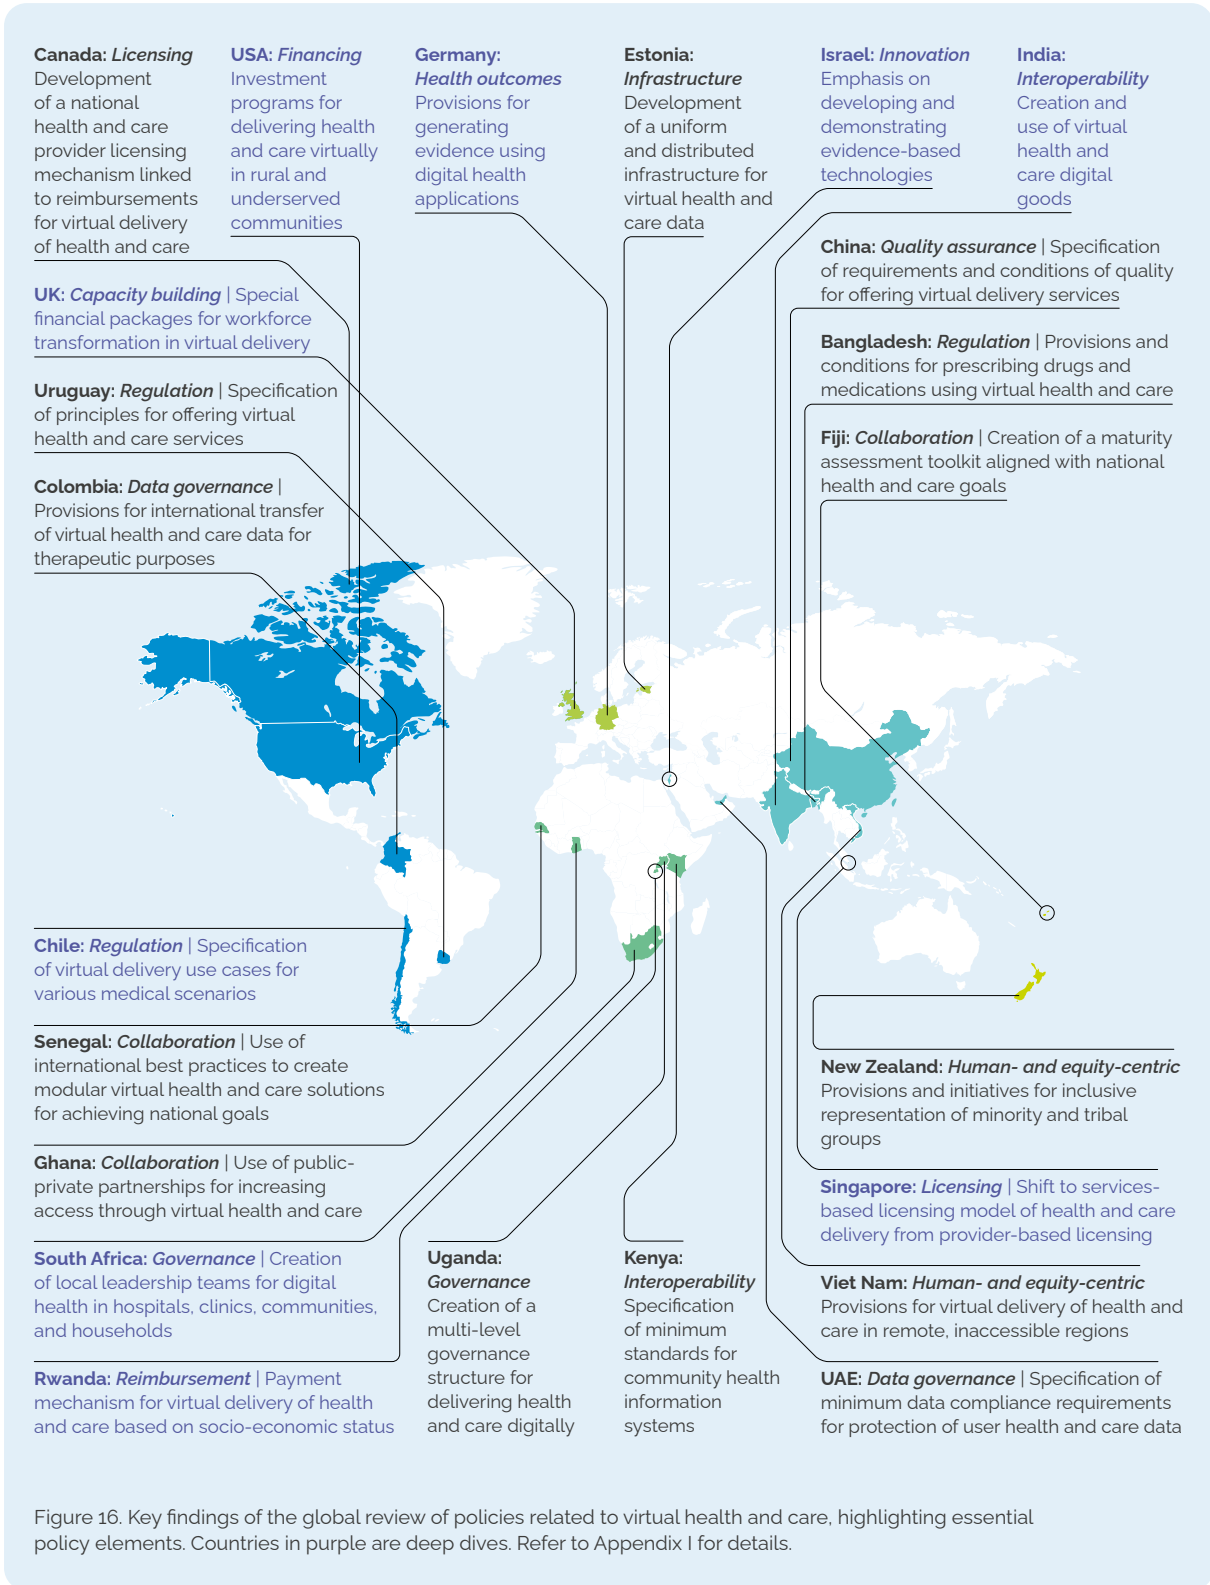 Canada: Licensing
Development
of a national
health and care
provider licensing
mechanism linked
to reimbursements
for virtual delivery
of health and care
USA: Financing
Investment
programs for
delivering health
and care virtually
in rural and
underserved
communities
Germany:
Health outcomes
Provisions for
generating
evidence using
digital health
applications
Estonia:
Infrastructure
Development
of a uniform
and distributed
infrastructure for
virtual health and
care data
Israel: Innovation
Emphasis on
developing and
demonstrating
evidence-based
technologies
India:
Interoperability
Creation and
use of virtual
health and
care digital
goods
UK: Capacity building | Special
financial packages for workforce
transformation in virtual delivery
Uruguay: Regulation | Specification
of principles for offering virtual
health and care services
Colombia: Data governance |
Provisions for international transfer
of virtual health and care data for
therapeutic purposes
China: Quality assurance | Specification
of requirements and conditions of quality
for offering virtual delivery services
Bangladesh: Regulation | Provisions and
conditions for prescribing drugs and
medications using virtual health and care
Fiji: Collaboration | Creation of a maturity
assessment toolkit aligned with national
health and care goals
Chile: Regulation | Specification
of virtual delivery use cases for
various medical scenarios
Senegal: Collaboration | Use of
international best practices to create
modular virtual health and care solutions
for achieving national goals
Ghana: Collaboration | Use of public-
private partnerships for increasing
access through virtual health and care
South Africa: Governance | Creation
of local leadership teams for digital
health in hospitals, clinics, communities,
and households
Rwanda: Reimbursement | Payment
mechanism for virtual delivery of health
and care based on socio-economic status
Uganda:
Governance
Creation of a
multi-level
governance
structure for
delivering health
and care digitally
Kenya:
Interoperability
Specification
of minimum
standards for
community health
information
systems
New Zealand: Human- and equity-centric
Provisions and initiatives for inclusive
representation of minority and tribal
groups
Singapore: Licensing | Shift to services-
based licensing model of health and care
delivery from provider-based licensing
Viet Nam: Human- and equity-centric
Provisions for virtual delivery of health and
care in remote, inaccessible regions
UAE: Data governance | Specification of
minimum data compliance requirements
for protection of user health and care data
Figure 16. Key findings of the global review of policies related to virtual health and care, highlighting essential
policy elements. Countries in purple are deep dives. Refer to Appendix I for details.